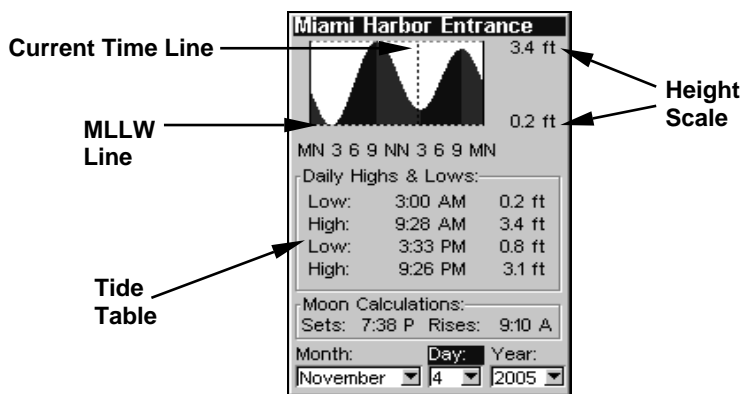 Miami Harbor Entrance
Current Time Line
3.4 ft
Height
Scale
MLLW
Line
0.2 ft
MN 3 6 9 NN 3 6 9 MN
Daily Highs & Lows:
Low: 3:00 AM 0.2 ft
High: 9:28 AM 3.4 ft
Low: 3:33 PM 0.8 ft
High: 9:26 PM 3.1 ft
Tide
Table
Moon Calculations:
Sets: 7:38 P Rises: 9:10 A
Month: Day: Year:
November 4 2005